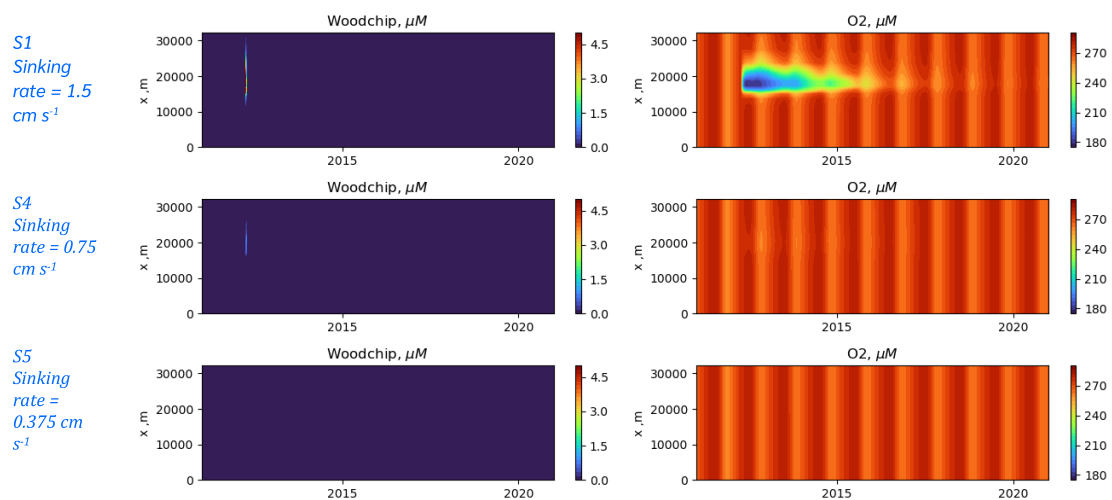 S1
Sinking
rate = 1.5
cm s⁻¹
Woodchip, μM
30000
20000
10000
0
x ,m
2015
2020
4.5
3.0
1.5
0.0
O2, μM
30000
20000
10000
0
x ,m
2015
2020
270
240
210
180
S4
Sinking
rate = 0.75
cm s⁻¹
Woodchip, μM
30000
20000
10000
0
x ,m
2015
2020
4.5
3.0
1.5
0.0
O2, μM
30000
20000
10000
0
x ,m
2015
2020
270
240
210
180
S5
Sinking
rate =
0.375 cm
s⁻¹
Woodchip, μM
30000
20000
10000
0
x ,m
2015
2020
4.5
3.0
1.5
0.0
O2, μM
30000
20000
10000
0
x ,m
2015
2020
270
240
210
180